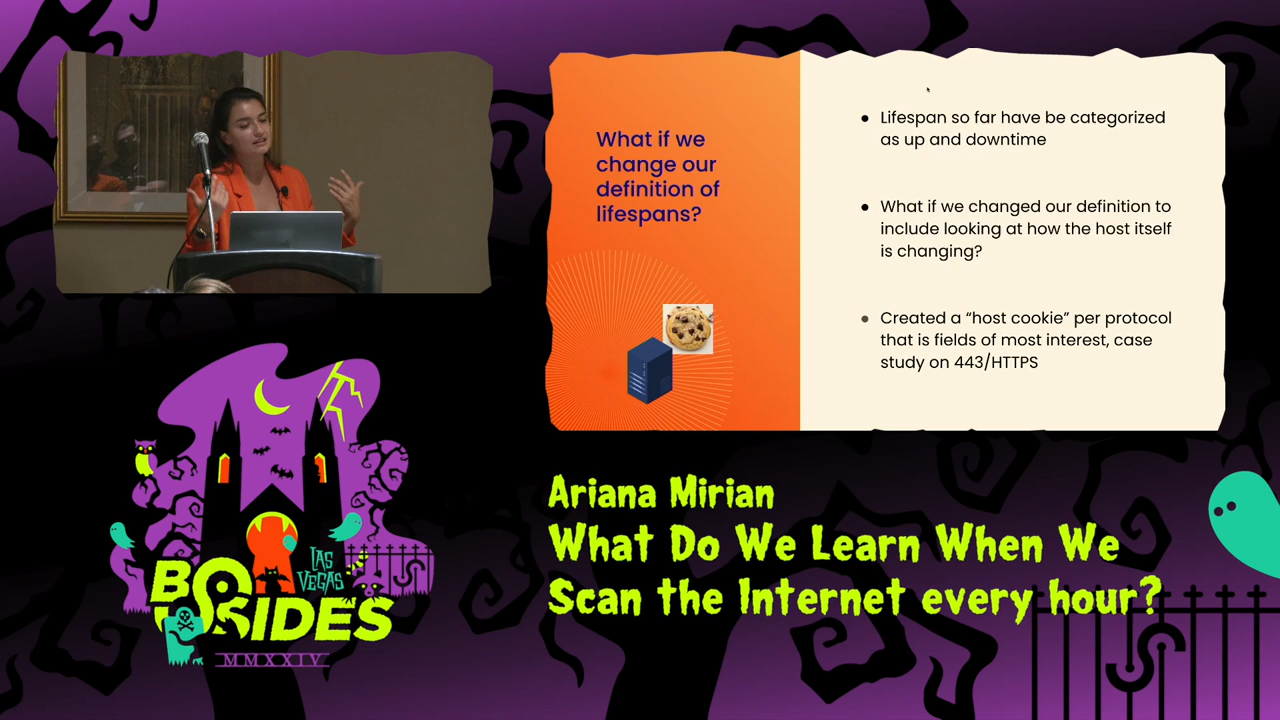 What if we
change our
definition of
lifespans?
● Lifespan so far have be categorized
as up and downtime
● What if we changed our definition to
include looking at how the host itself
is changing?
● Created a “host cookie” per protocol
that is fields of most interest, case
study on 443/HTTPS
BSIDES
LAS
VEGAS
MMXXIV
Ariana Mirian
What Do We Learn When We
Scan the Internet every hour?